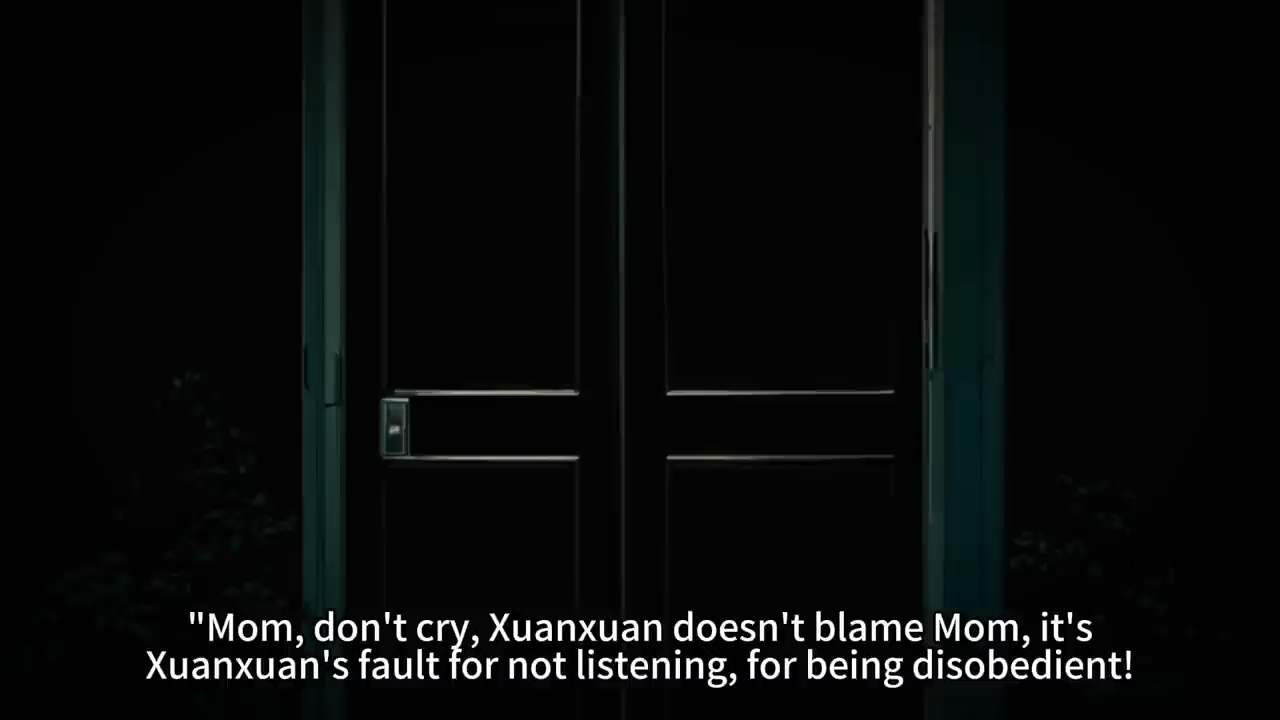 "Mom, don't cry, Xuanxuan doesn't blame Mom, it's
Xuanxuan's fault for not listening, for being disobedient!